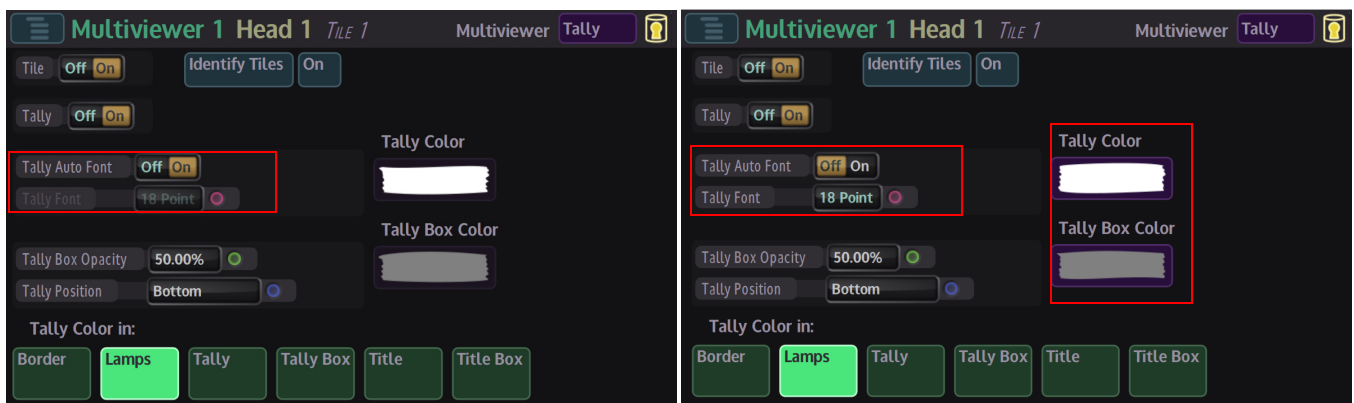 Multiviewer 1 Head 1 TILE 1 Multiviewer Tally
Tile Off On Identify Tiles On
Tally Off On
Tally Color
Tally Auto Font Off On
Tally Font 18 Point
Tally Box Color
Tally Box Opacity 50.00%
Tally Position Bottom
Tally Color in:
Border Lamps Tally Tally Box Title Title Box
Multiviewer 1 Head 1 TILE 1 Multiviewer Tally
Tile Off On Identify Tiles On
Tally Off On
Tally Color
Tally Auto Font Off On
Tally Font 18 Point
Tally Box Color
Tally Box Opacity 50.00%
Tally Position Bottom
Tally Color in:
Border Lamps Tally Tally Box Title Title Box